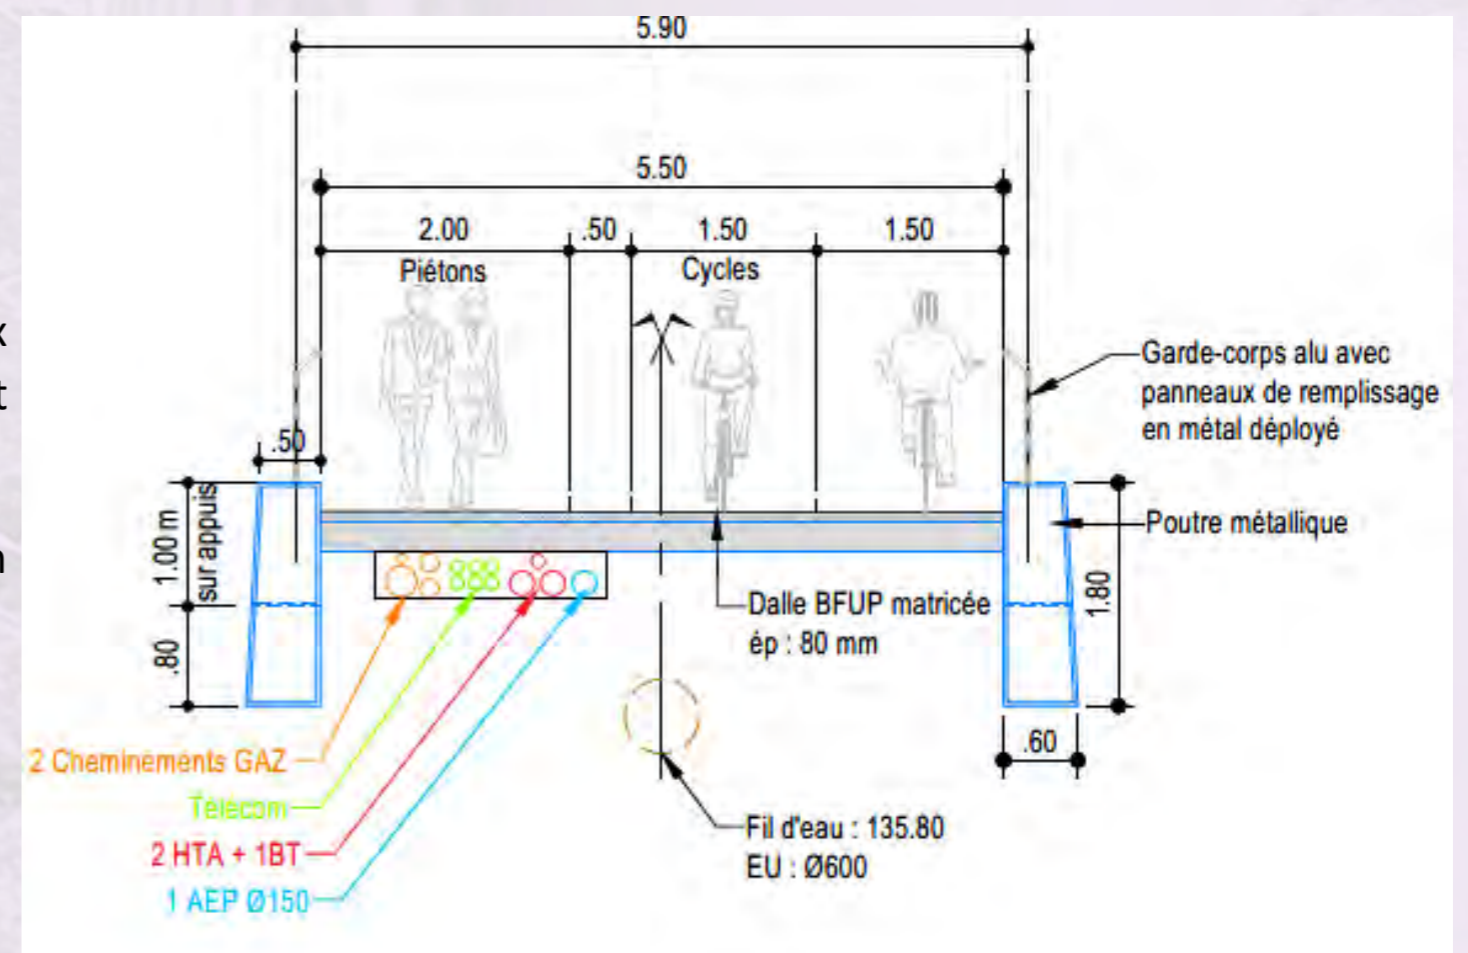 5.90
5.50
2.00
.50
1.50
1.50
Piétons
Cycles
x
t
n
Garde-corps alu avec
panneaux de remplissage
en métal déployé
.50
1.00 m
sur appuis
.80
Poutre métallique
1.80
Dalle BFUP matricée
ép : 80 mm
.60
2 Cheminements GAZ
Télécom
2 HTA + 1BT
1 AEP Ø150
Fil d'eau : 135.80
EU : Ø600